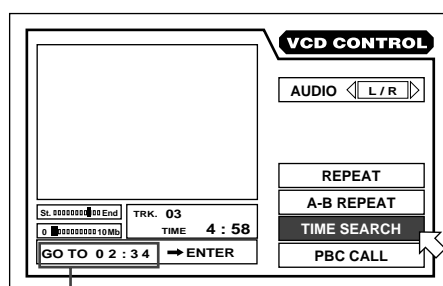 VCD CONTROL
AUDIO L / R
REPEAT
A-B REPEAT
TIME SEARCH
PBC CALL
St. End
0 10Mb
TRK. 03
TIME 4 : 58
GO TO 0 2 : 3 4 ➞ ENTER